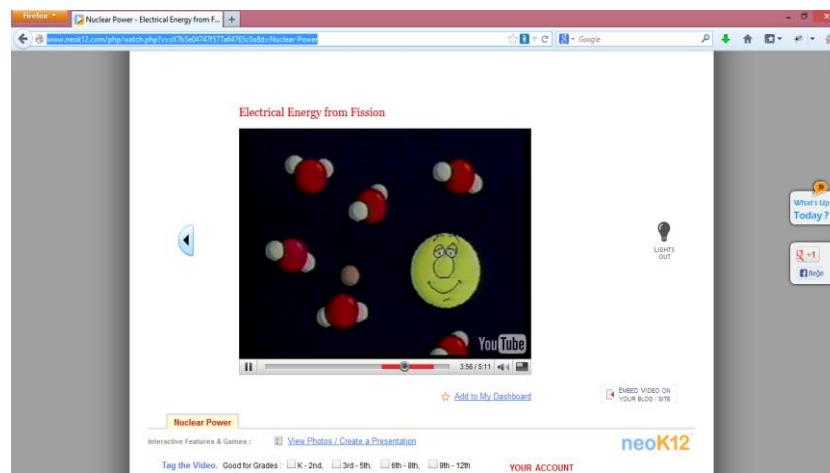 Firefox
Nuclear Power - Electrical Energy from F...
www.neok12.com/php/watch.php?v=zX7b5e04747f577a64765c0a&t=Nuclear-Power
Google
Electrical Energy from Fission
What's Up
Today?
LIGHTS
OUT
+1
Beğe
YouTube
3:56 / 5:11
Add to My Dashboard
EMBED VIDEO ON
YOUR BLOG / SITE
Nuclear Power
Interactive Features & Games :
View Photos / Create a Presentation
neoK12
Tag the Video. Good for Grades : K - 2nd, 3rd - 5th, 6th - 8th, 9th - 12th
YOUR ACCOUNT